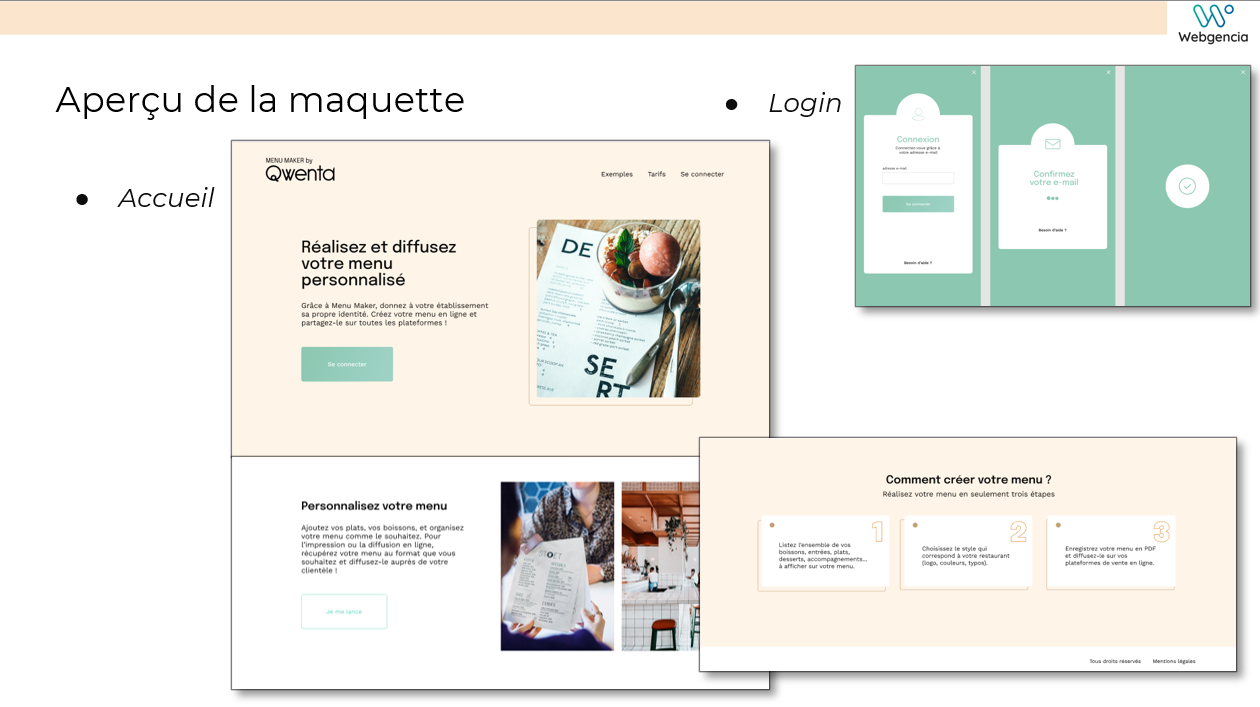 Webgencia
Aperçu de la maquette
● Login
● Accueil
MENU MAKER by
Qwenta
Exemples Tarifs Se connecter
Réalisez et diffusez
votre menu
personnalisé
Grâce à Menu Maker, donnez à votre établissement
sa propre identité. Créez votre menu en ligne et
partagez-le sur toutes les plateformes !
Se connecter
DE
SE
RT
Personnalisez votre menu
Ajoutez vos plats, vos boissons, et organisez
votre menu comme le souhaitez. Pour
l'impression ou la diffusion en ligne,
récupérez votre menu au format que vous
souhaitez et diffusez-le auprès de votre
clientèle !
Je me lance
Connexion
Connectez-vous grâce à
votre adresse e-mail
adresse e-mail
Se connecter
Besoin d'aide ?
Confirmez
votre e-mail
Besoin d'aide ?
Comment créer votre menu ?
Réalisez votre menu en seulement trois étapes
1
Listez l'ensemble de vos
boissons, entrées, plats,
desserts, accompagnements...
à afficher sur votre menu.
2
Choisissez le style qui
correspond à votre restaurant
(logo, couleurs, typos).
3
Enregistrez votre menu en PDF
et diffusez-le sur vos
plateformes de vente en ligne.
Tous droits réservés Mentions légales